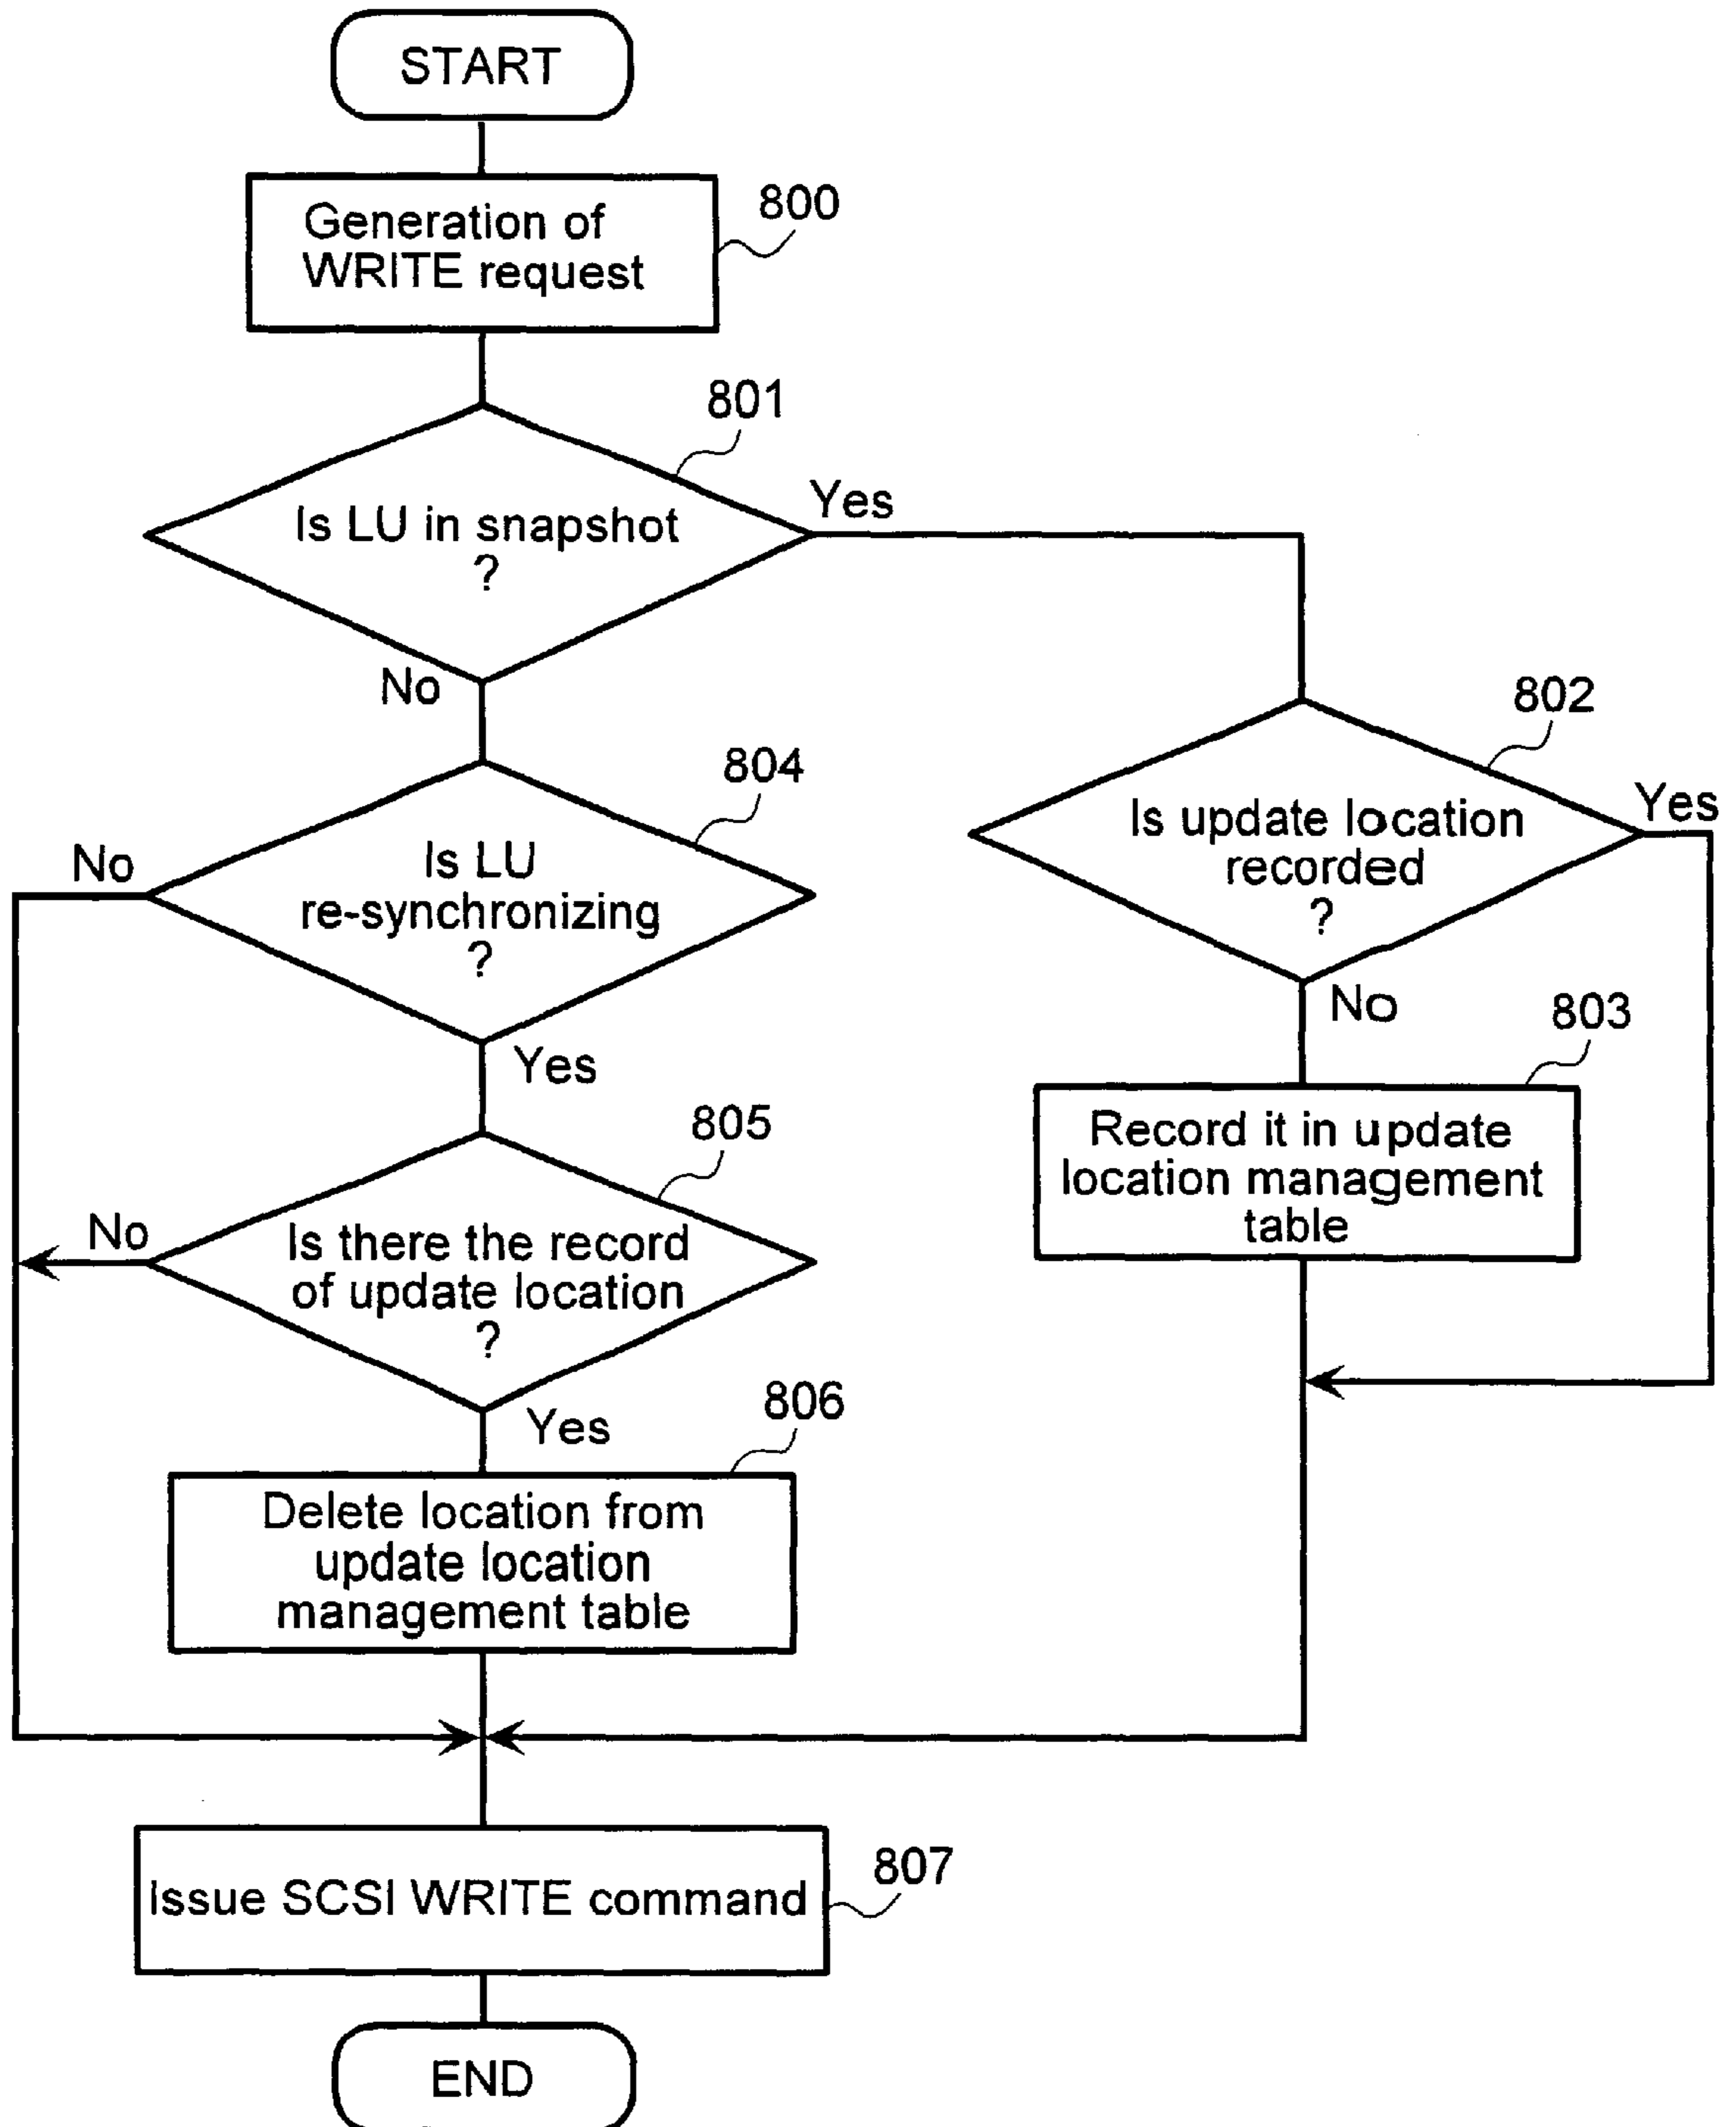 START
Generation of
WRITE request
800
801
Is LU in snapshot
?
Yes
No
802
Is update location
recorded
?
Yes
No
803
Record it in update
location management
table
804
Is LU
re-synchronizing
?
No
Yes
805
Is there the record
of update location
?
No
Yes
806
Delete location from
update location
management table
Issue SCSI WRITE command
807
END